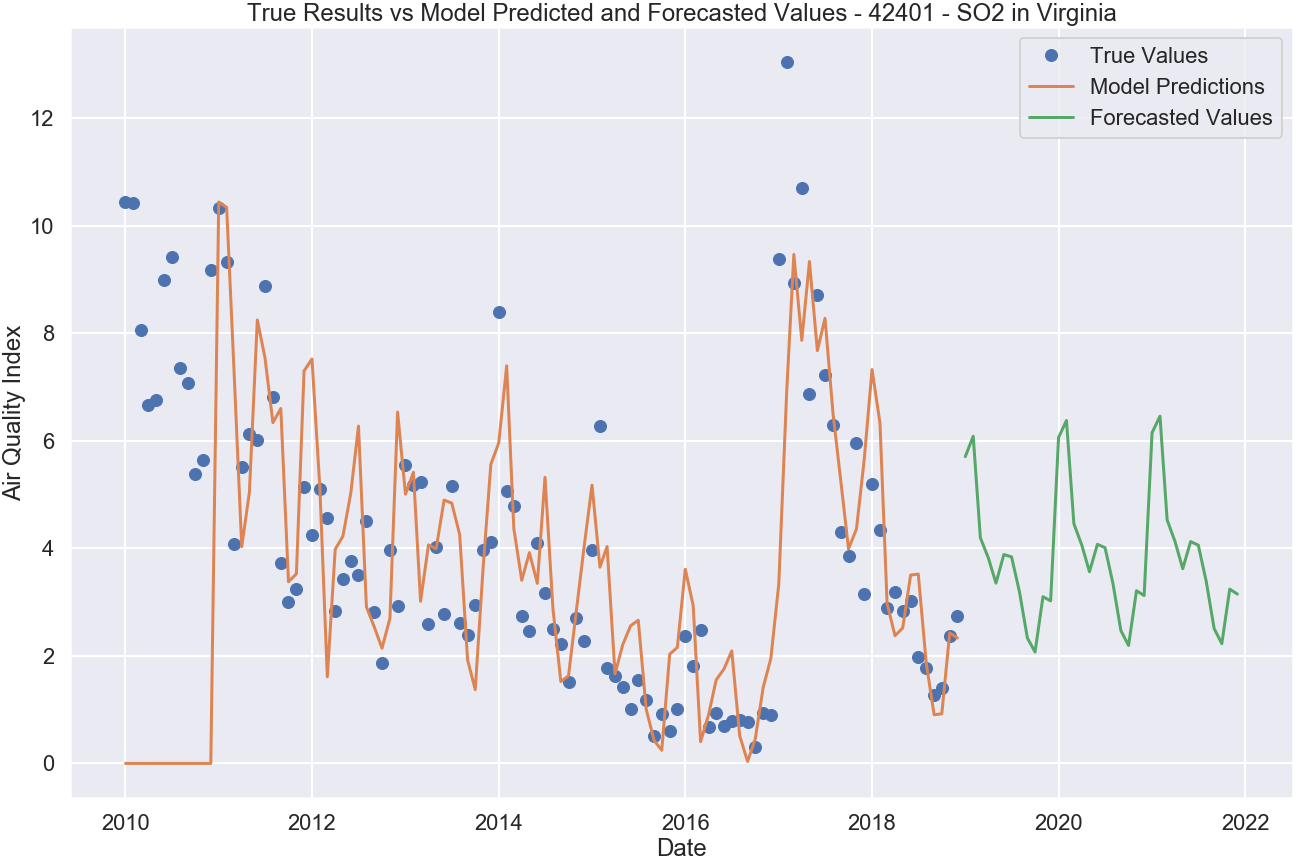 True Results vs Model Predicted and Forecasted Values - 42401 - SO2 in Virginia
True Values
Model Predictions
Forecasted Values
Air Quality Index
12
10
8
6
4
2
0
2010 2012 2014 2016 2018 2020 2022
Date